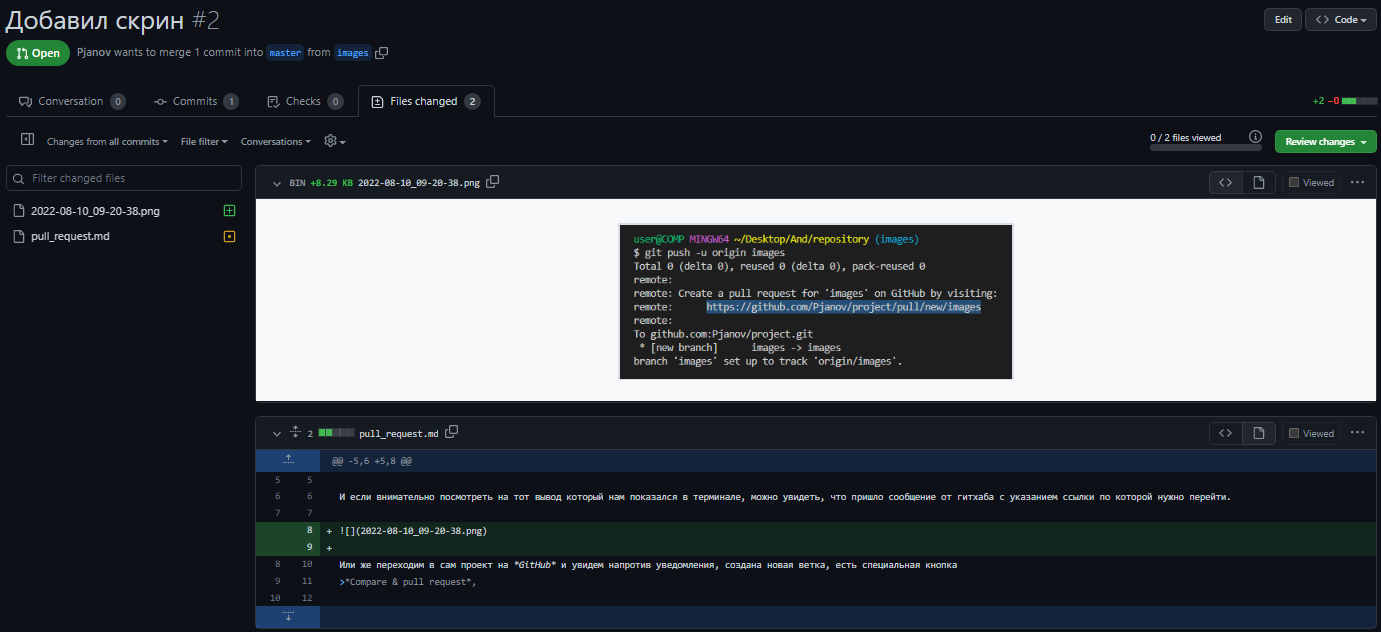 Добавил скрин #2
Edit
<> Code
Open
Pjanov wants to merge 1 commit into master from images
Conversation 0
Commits 1
Checks 0
Files changed 2
+2 −0
Changes from all commits
File filter
Conversations
0 / 2 files viewed
Review changes
Filter changed files
2022-08-10_09-20-38.png
pull_request.md
BIN +8.29 KB 2022-08-10_09-20-38.png
Viewed
user@COMP MINGW64 ~/Desktop/And/repository (images)
$ git push -u origin images
Total 0 (delta 0), reused 0 (delta 0), pack-reused 0
remote:
remote: Create a pull request for 'images' on GitHub by visiting:
remote:      https://github.com/Pjanov/project/pull/new/images
remote:
To github.com:Pjanov/project.git
 * [new branch]      images -> images
branch 'images' set up to track 'origin/images'.
2 pull_request.md
Viewed
@@ -5,6 +5,8 @@
5 5
6 6 И если внимательно посмотреть на тот вывод который нам показался в терминале, можно увидеть, что пришло сообщение от гитхаба с указанием ссылки по которой нужно перейти.
7 7
8 + ![](2022-08-10_09-20-38.png)
9 +
8 10 Или же переходим в сам проект на *GitHub* и увидем напротив уведомления, создана новая ветка, есть специальная кнопка
9 11 >*Compare & pull request*,
10 12